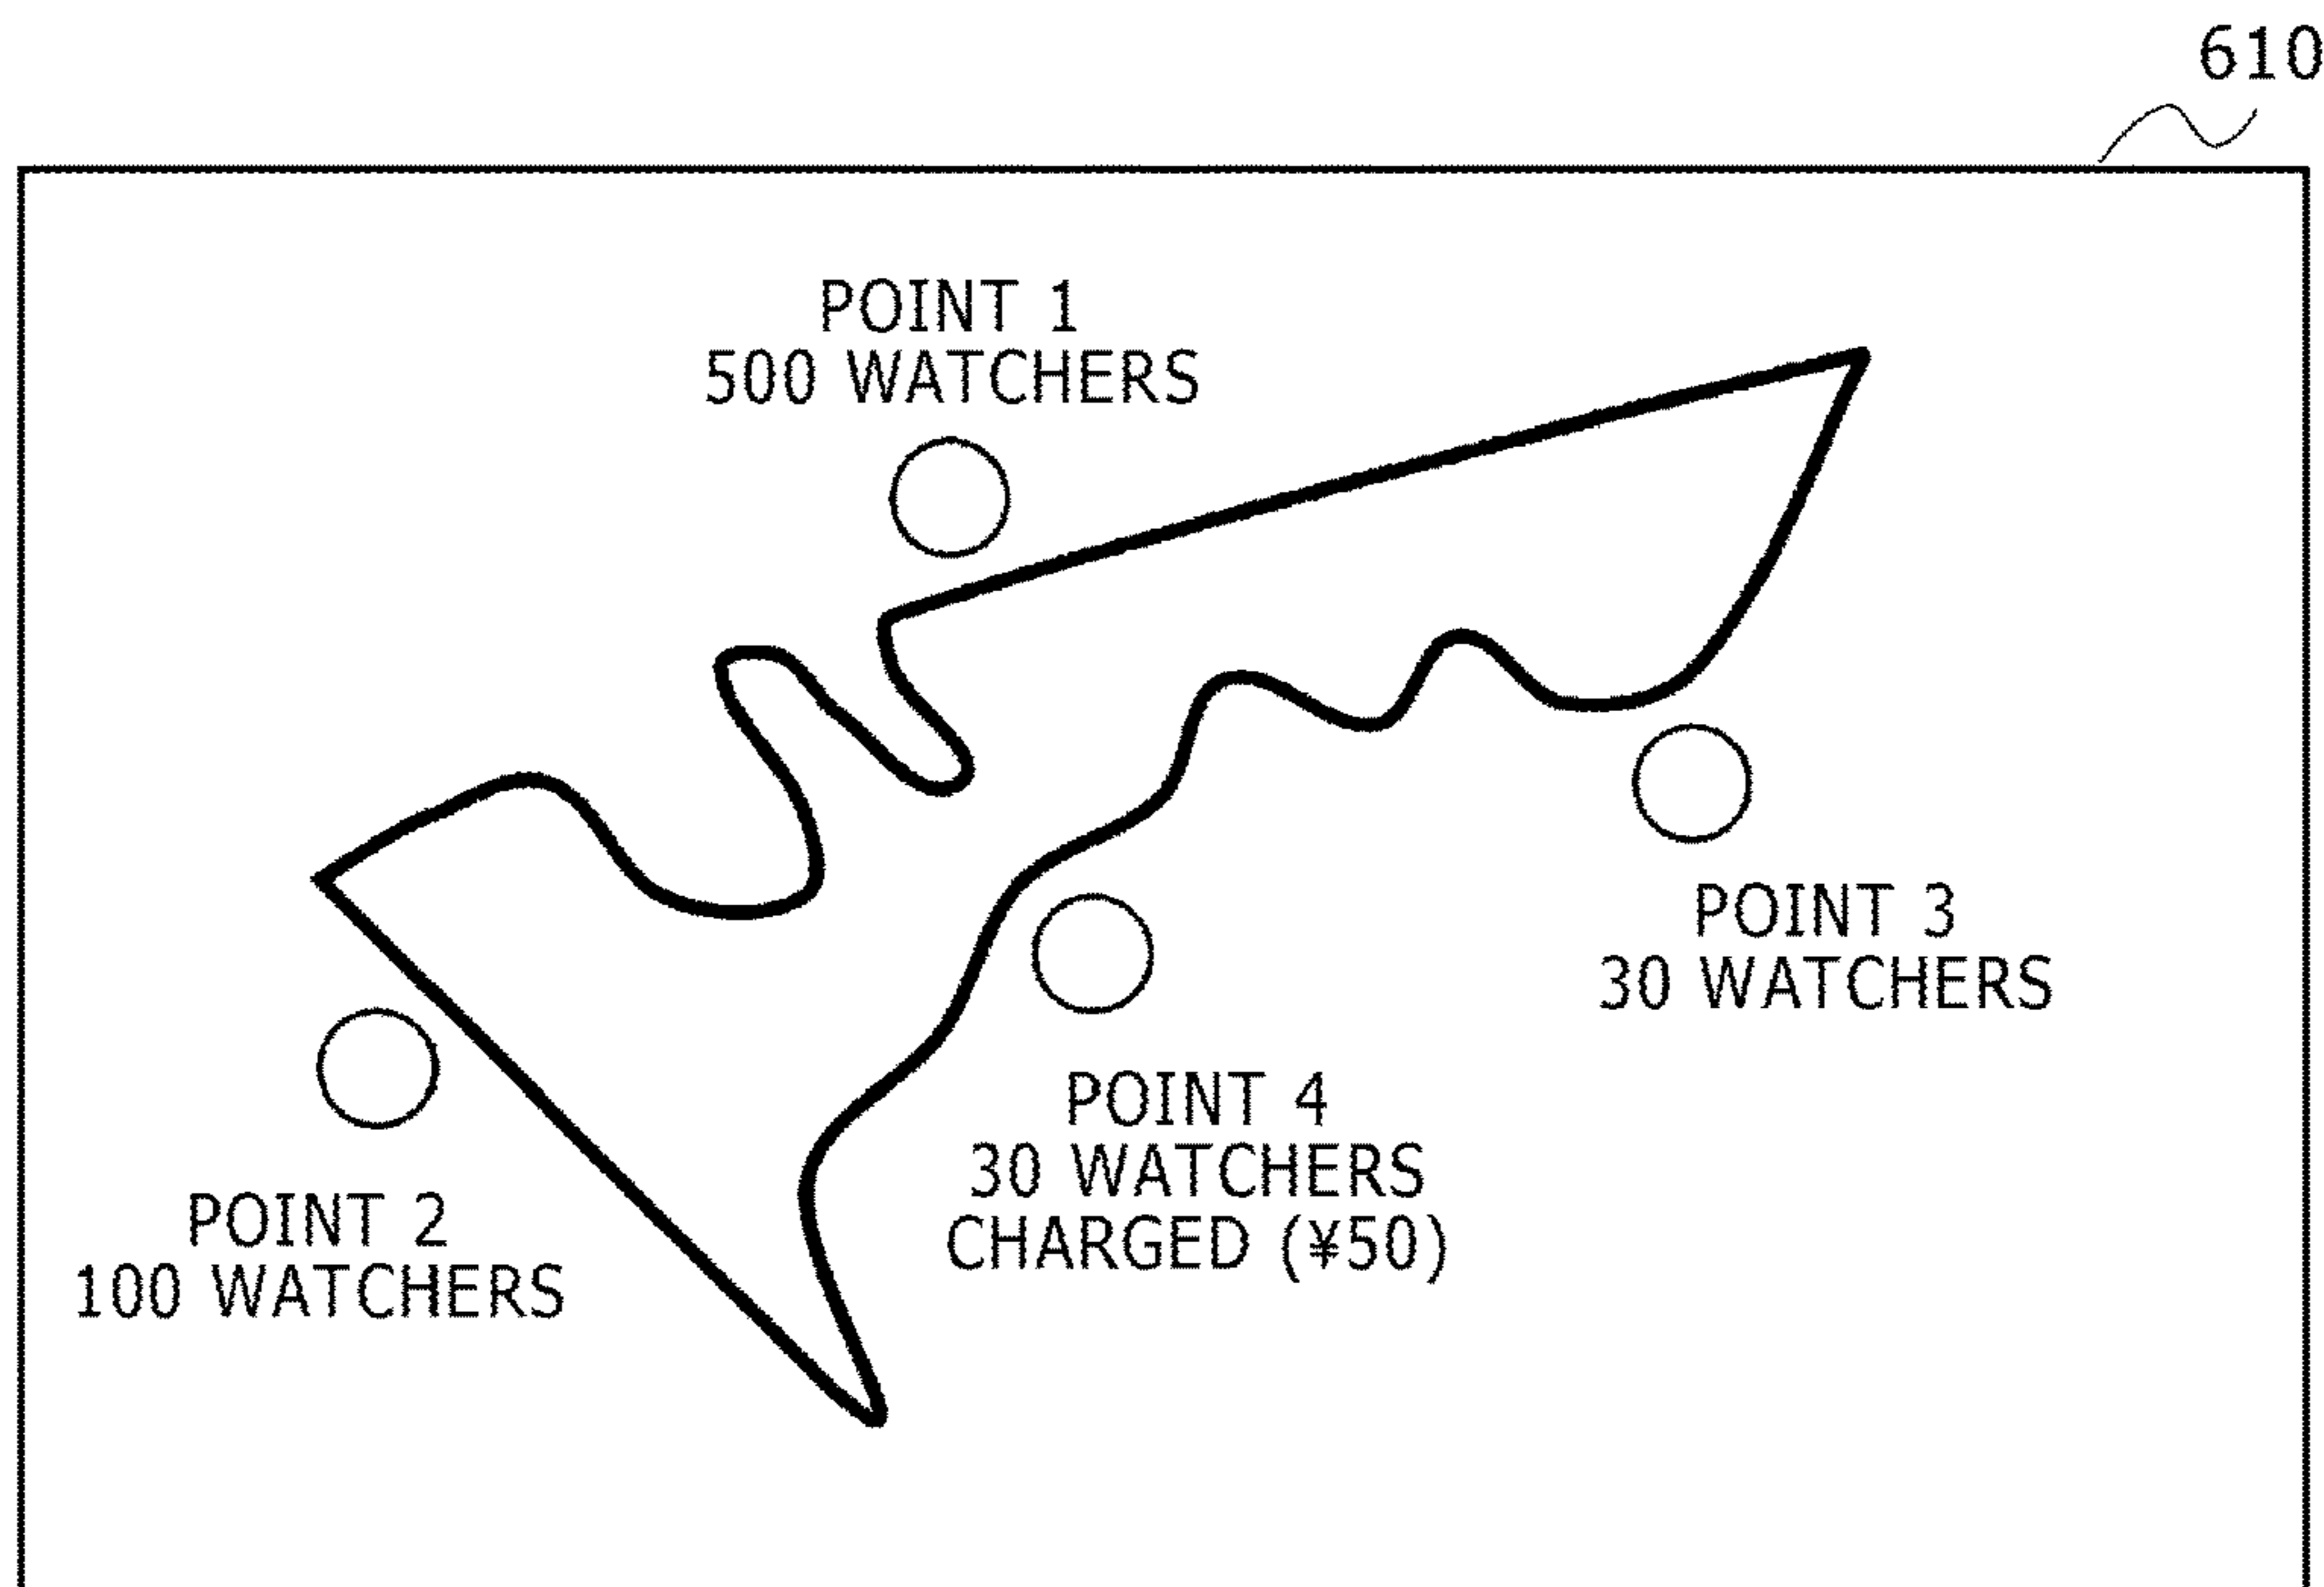 610
POINT 1
500 WATCHERS
POINT 3
30 WATCHERS
POINT 4
30 WATCHERS
CHARGED (¥50)
POINT 2
100 WATCHERS